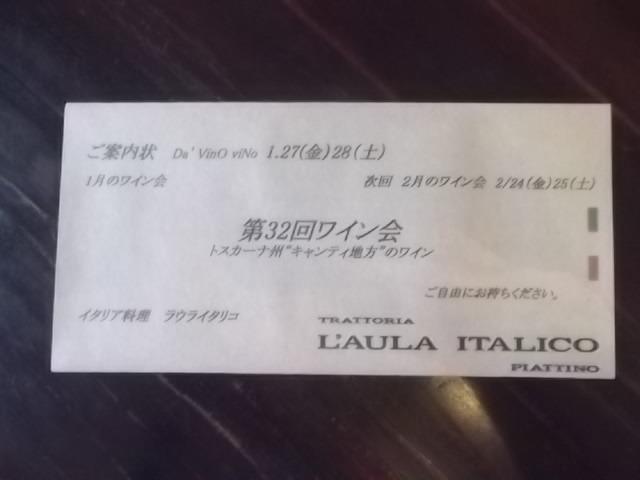 ご案内状 Da' VinO viNo 1.27(金)28(土)
1月のワイン会 次回 2月のワイン会 2/24(金)25(土)
第32回ワイン会
トスカーナ州"キャンティ地方"のワイン
ご自由にお持ちください。
イタリア料理 ラウライタリコ
TRATTORIA
L'AULA ITALICO
PIATTINO